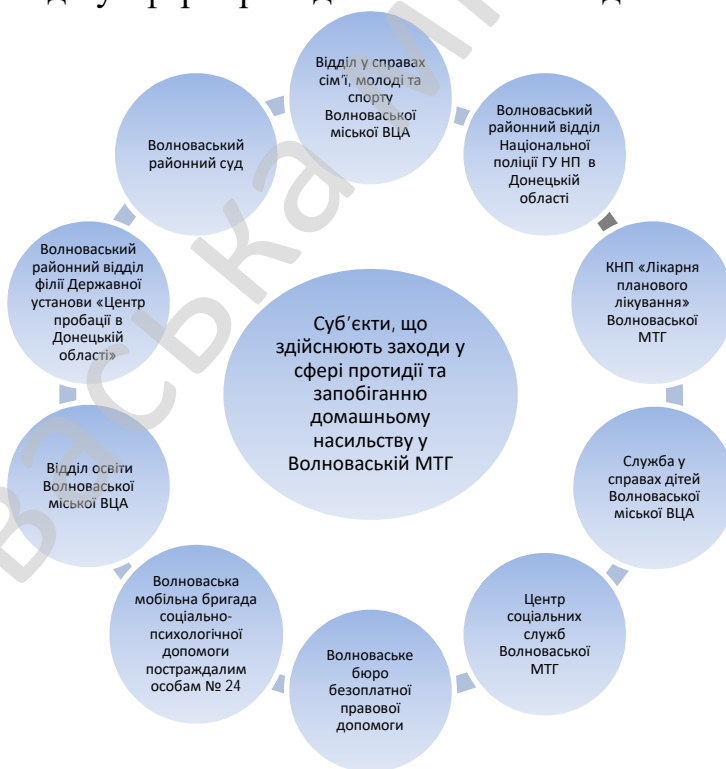 Відділ у справах
сім’ї, молоді та
спорту
Волноваської
міської ВЦА
Волноваський
районний відділ
Національної
поліції ГУ НП в
Донецькій
області
КНП «Лікарня
планового
лікування»
Волноваської
МТГ
Служба у
справах дітей
Волноваської
міської ВЦА
Центр
соціальних
служб
Волноваської
МТГ
Волноваське
бюро
безоплатної
правової
допомоги
Волноваська
мобільна бригада
соціально-
психологічної
допомоги
постраждалим
особам № 24
Відділ освіти
Волноваської
міської ВЦА
Волноваський
районний відділ
філії Державної
установи «Центр
пробації в
Донецькій
області»
Волноваський
районний суд
Суб’єкти, що
здійснюють заходи у
сфері протидії та
запобіганню
домашньому
насильству у
Волноваській МТГ